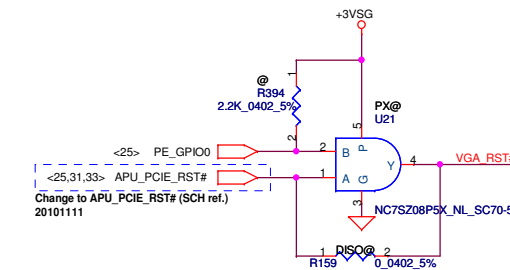 +3VSG
@
R394
2.2K_0402_5%
1
2
PX@
U21
5
P
<25> PE_GPIO0
2
B
Y
4
VGA_RST#
<25,31,33> APU_PCIE_RST#
1
A
G
3
Change to APU_PCIE_RST# (SCH ref.)
20101111
NC7SZ08P5X_NL_SC70-5
1
DISO@
2
R159
0_0402_5%